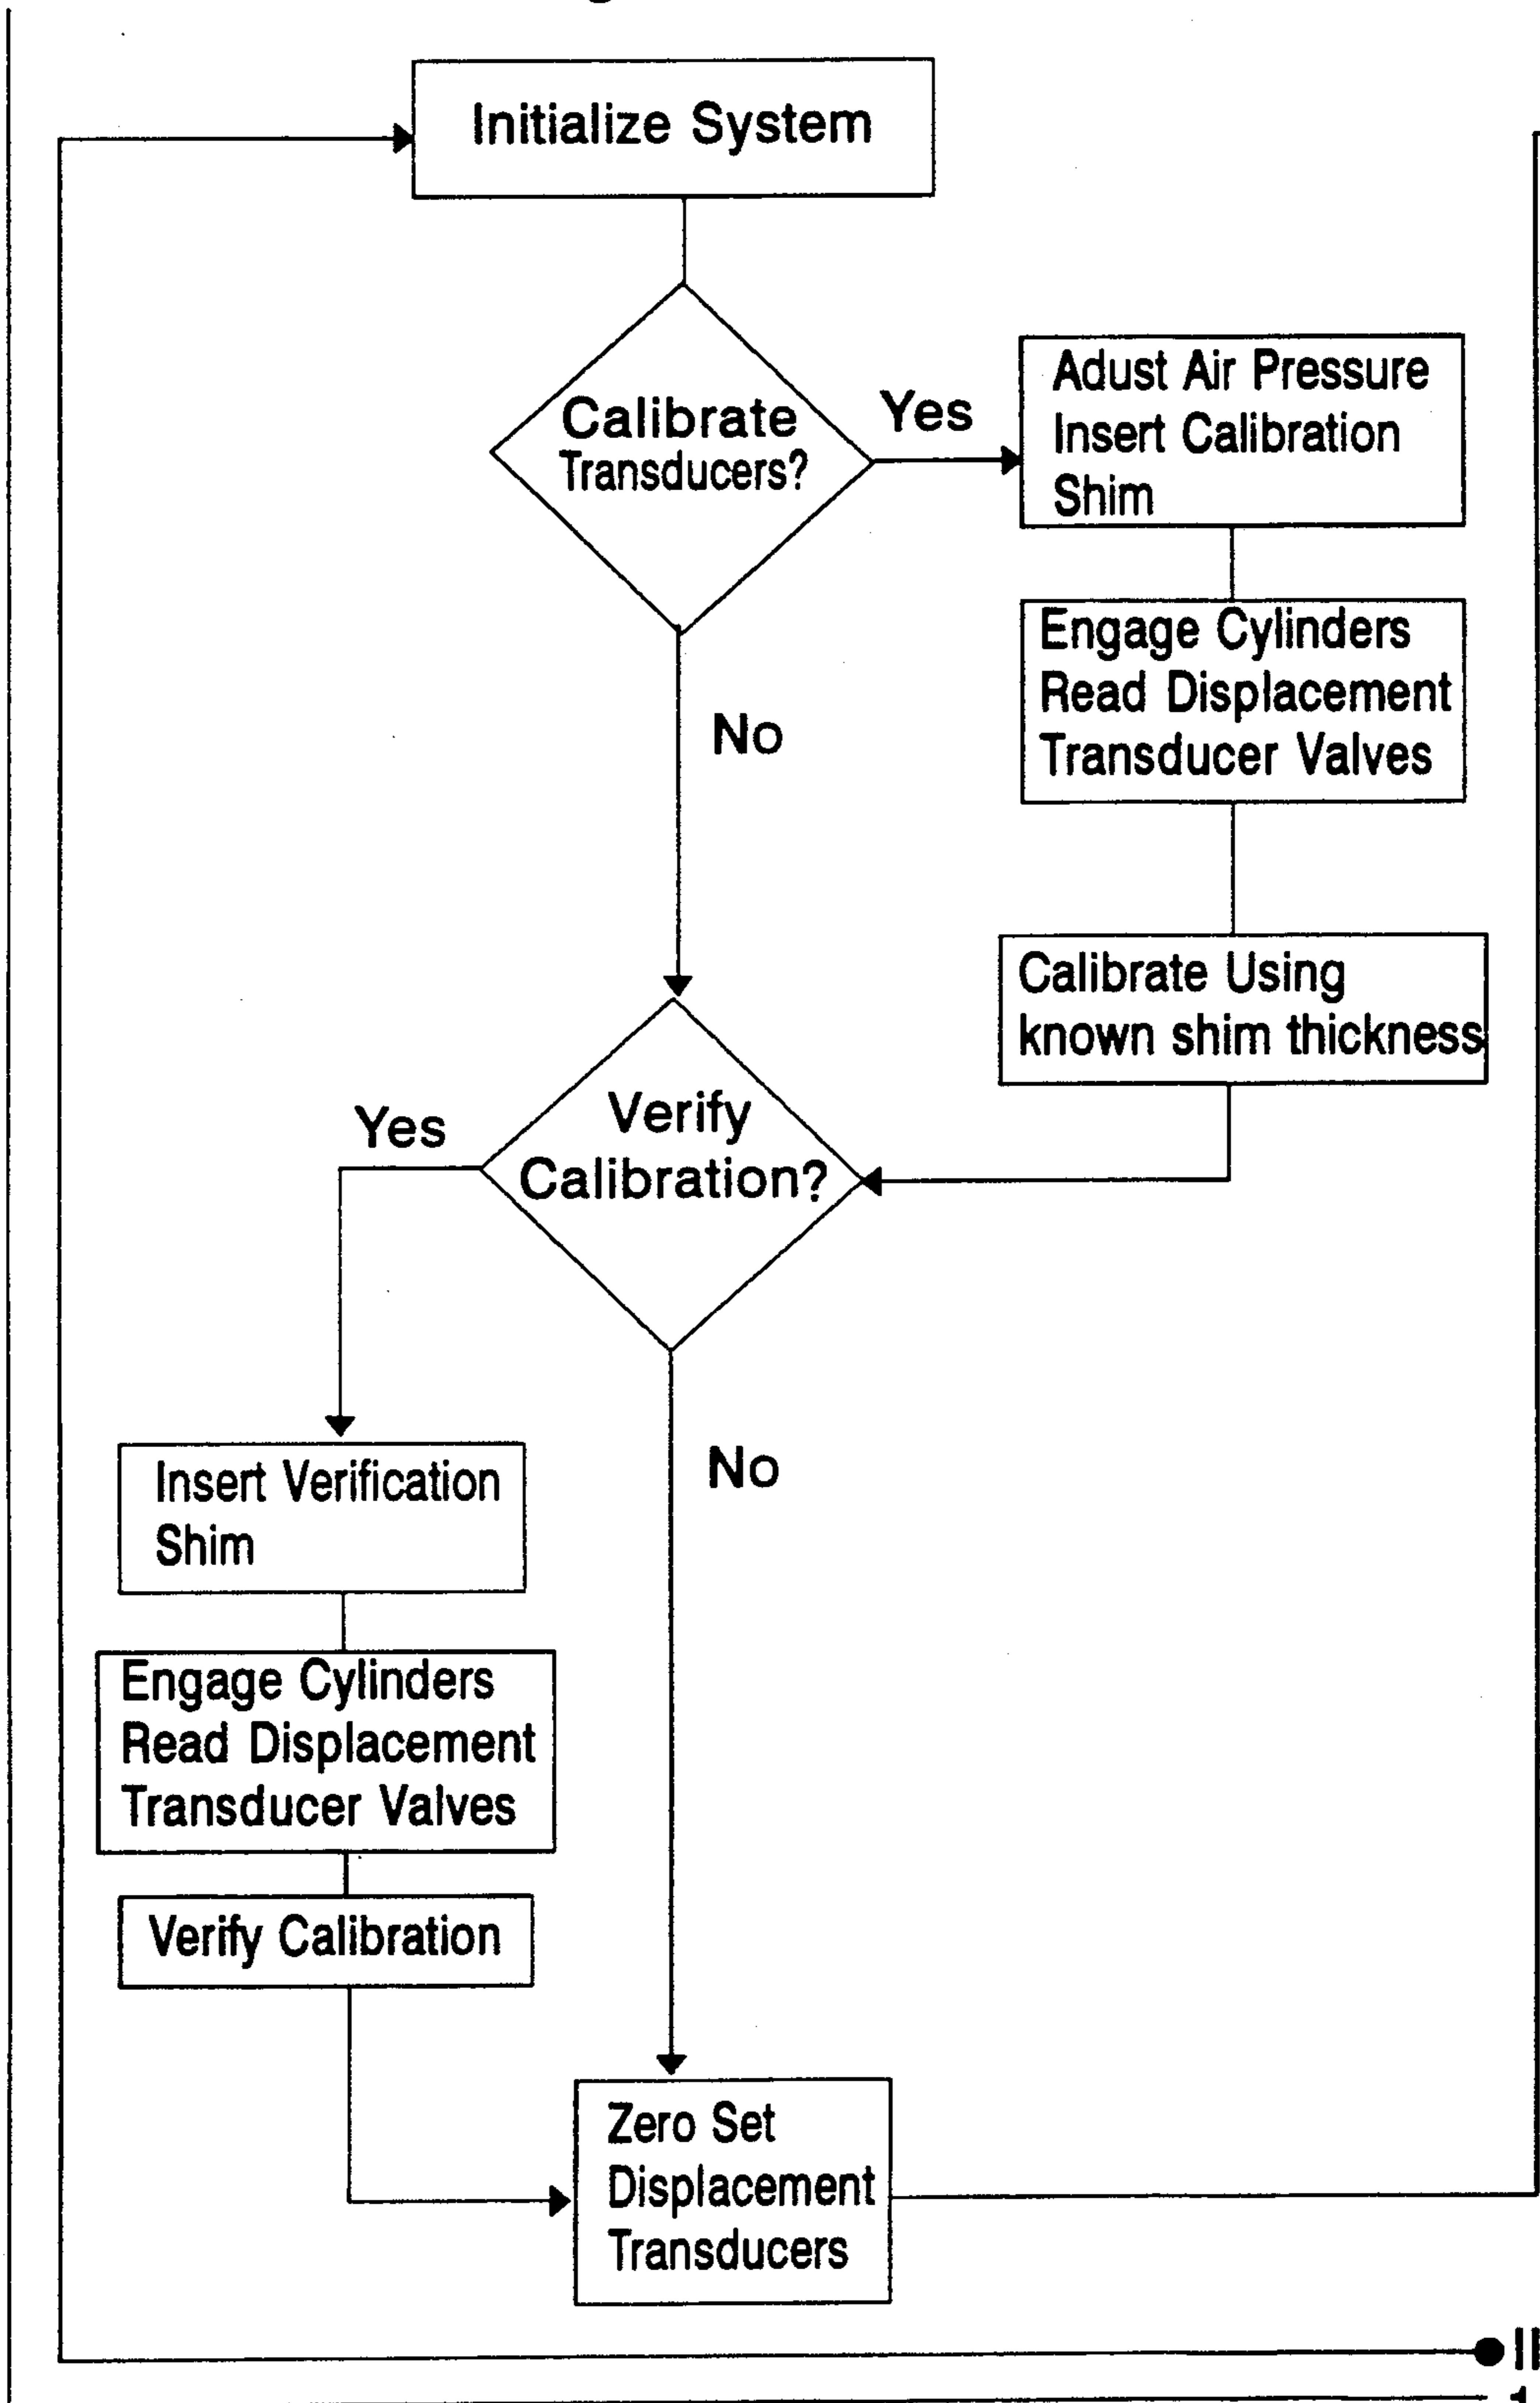 Initialize System
Calibrate
Transducers?
Yes
Adust Air Pressure
Insert Calibration
Shim
Engage Cylinders
Read Displacement
Transducer Valves
No
Calibrate Using
known shim thickness
Verify
Calibration?
Yes
Insert Verification
Shim
No
Engage Cylinders
Read Displacement
Transducer Valves
Verify Calibration
Zero Set
Displacement
Transducers